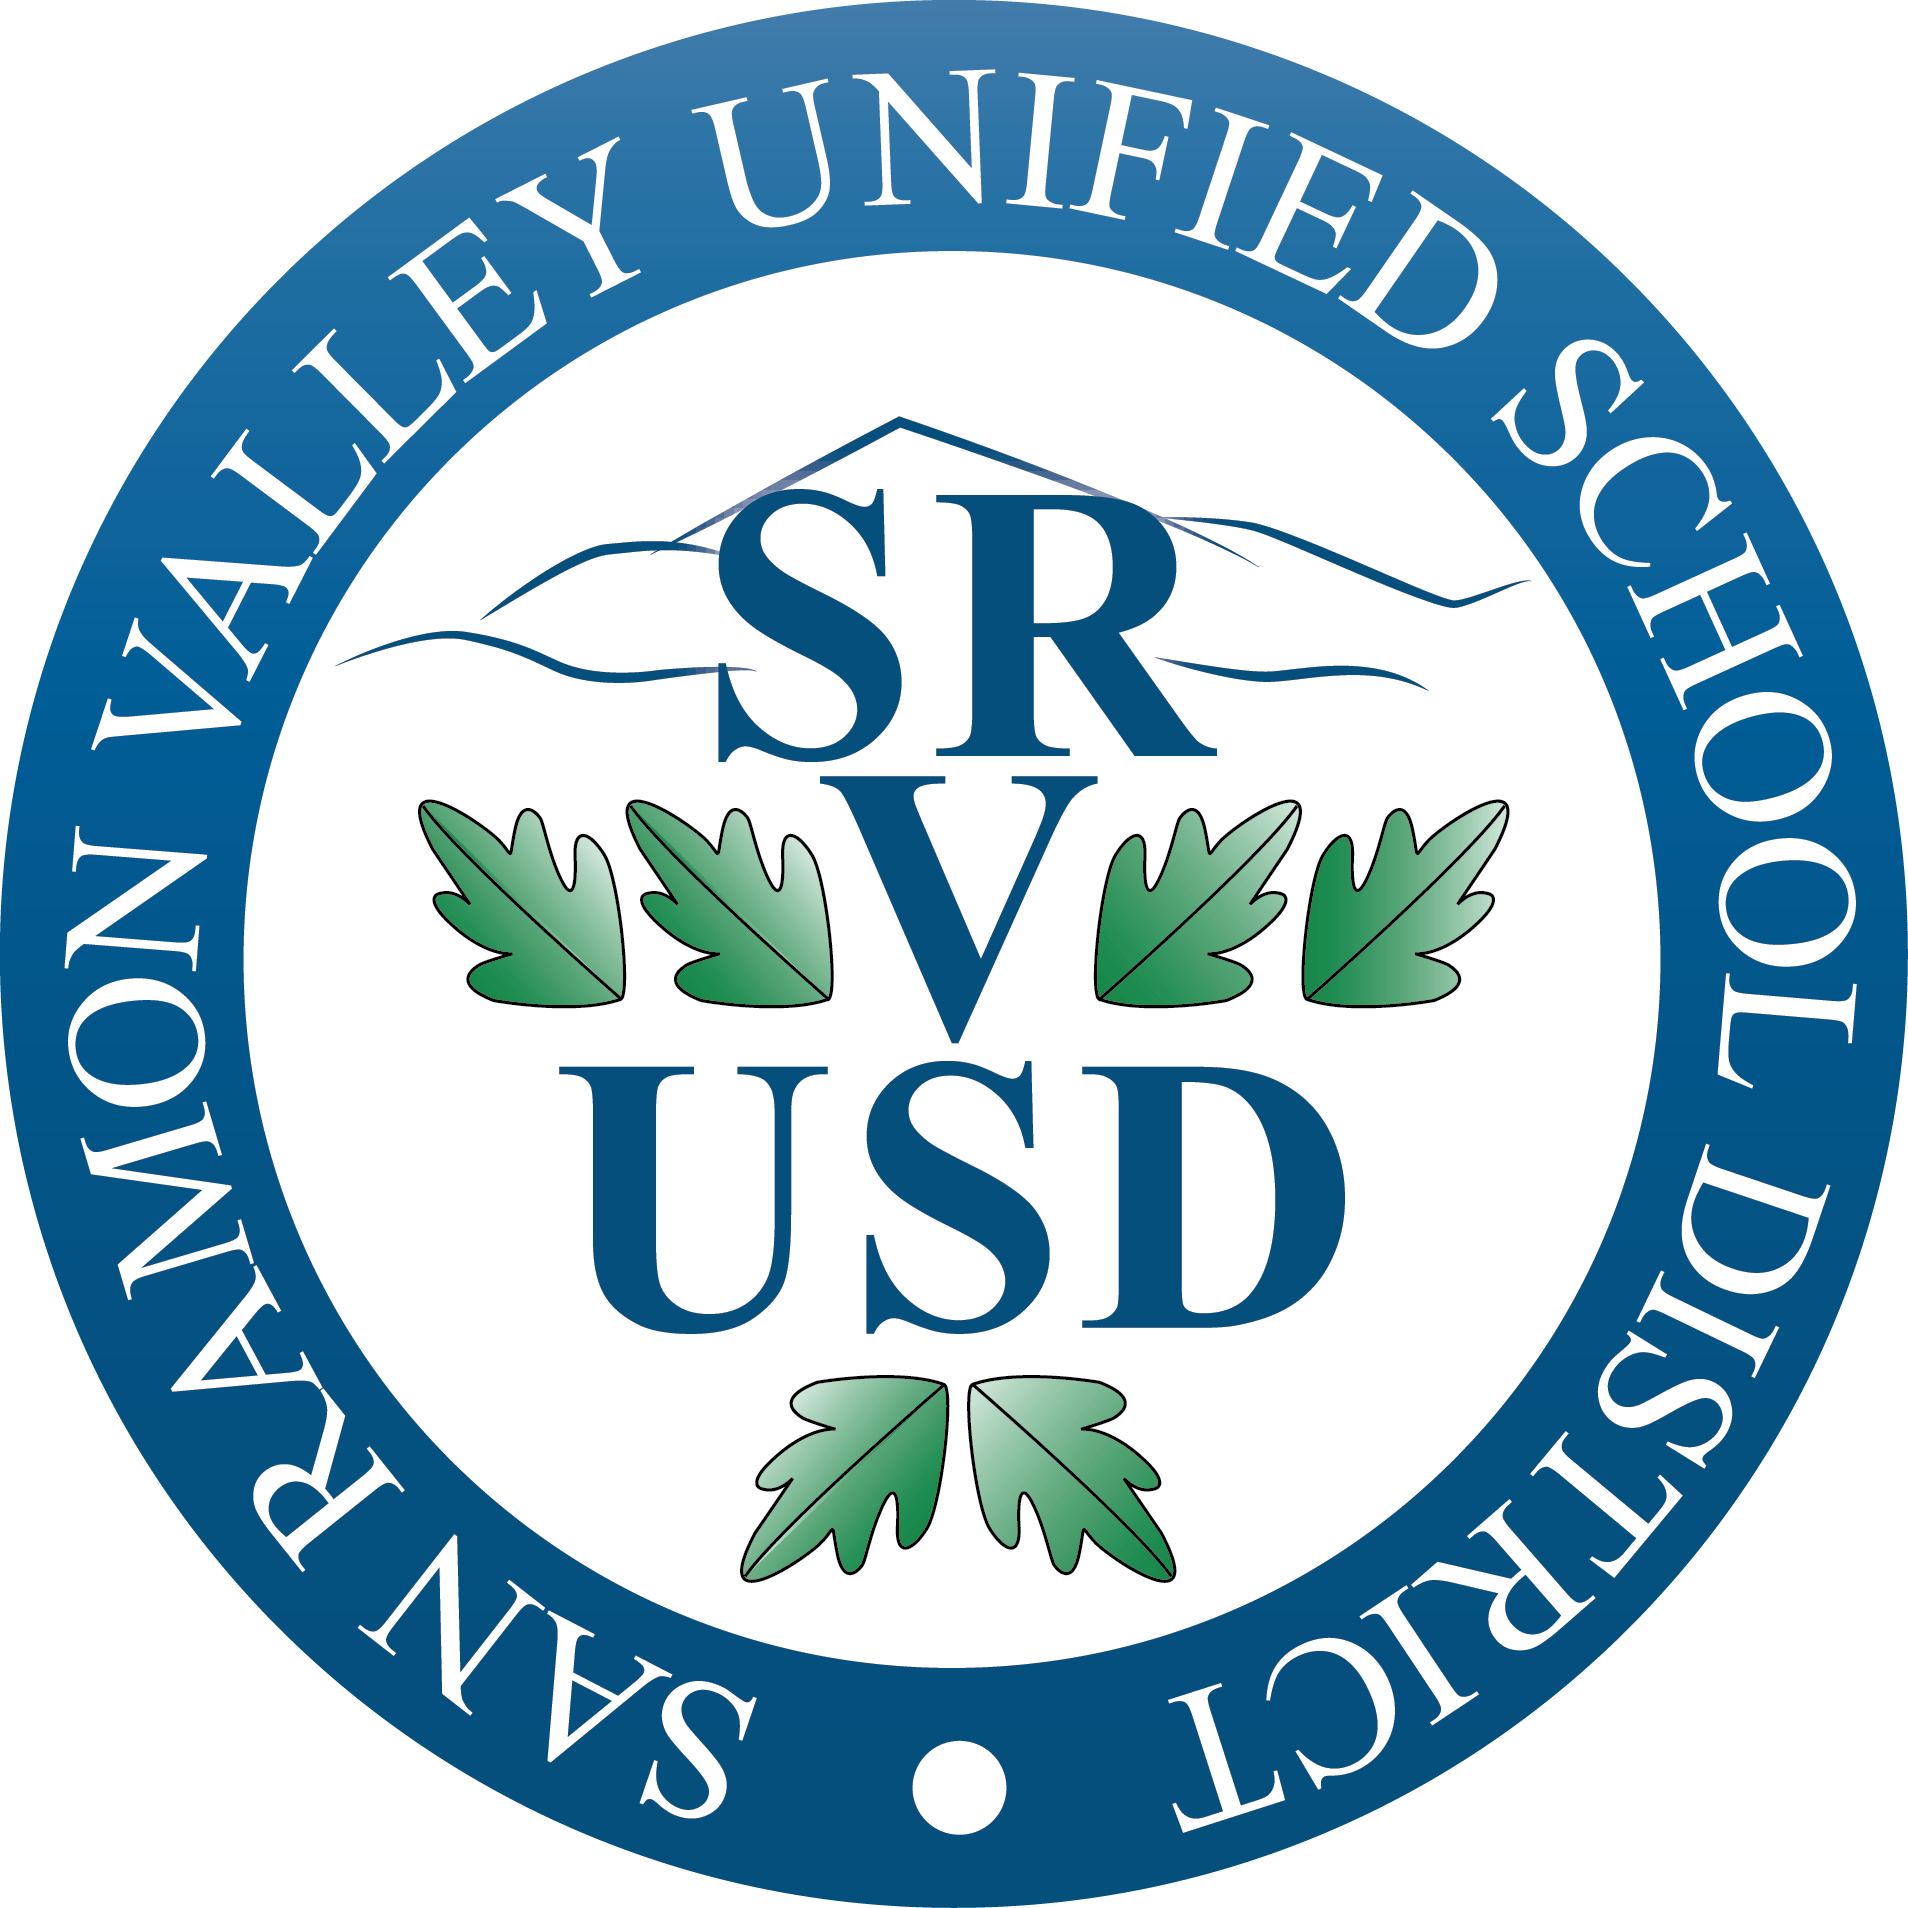 SAN RAMON VALLEY UNIFIED SCHOOL DISTRICT
SR
V
USD